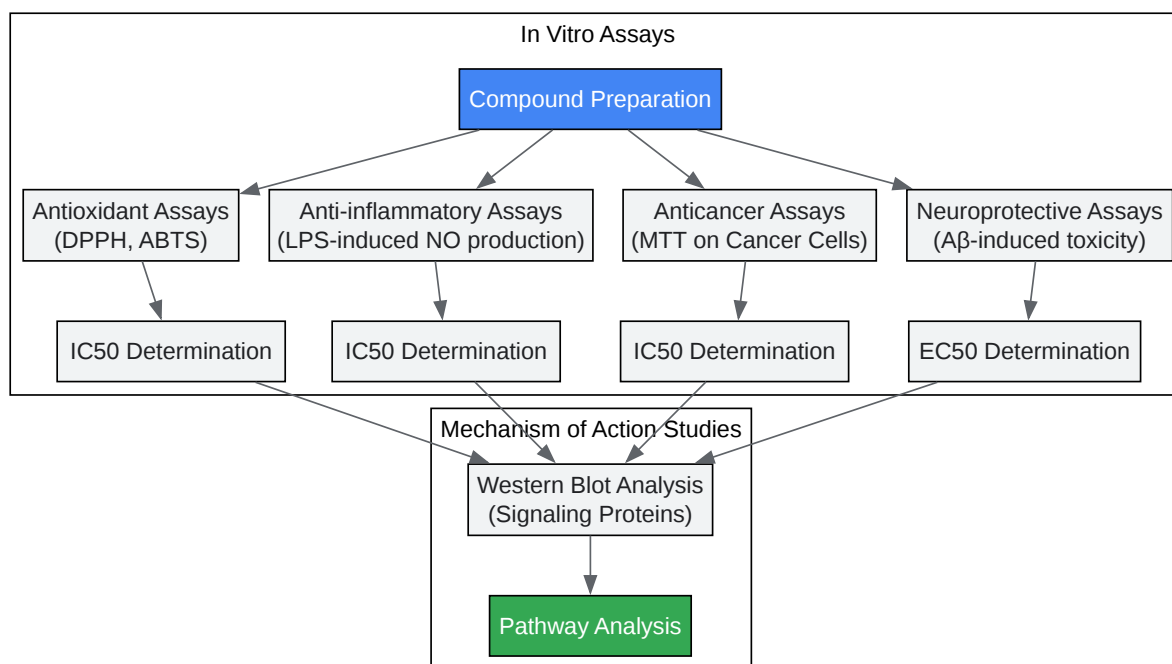 In Vitro Assays
Compound Preparation
Antioxidant Assays
(DPPH, ABTS)
Anti-inflammatory Assays
(LPS-induced NO production)
Anticancer Assays
(MTT on Cancer Cells)
Neuroprotective Assays
(Aβ-induced toxicity)
IC50 Determination
IC50 Determination
IC50 Determination
EC50 Determination
Mechanism of Action Studies
Western Blot Analysis
(Signaling Proteins)
Pathway Analysis